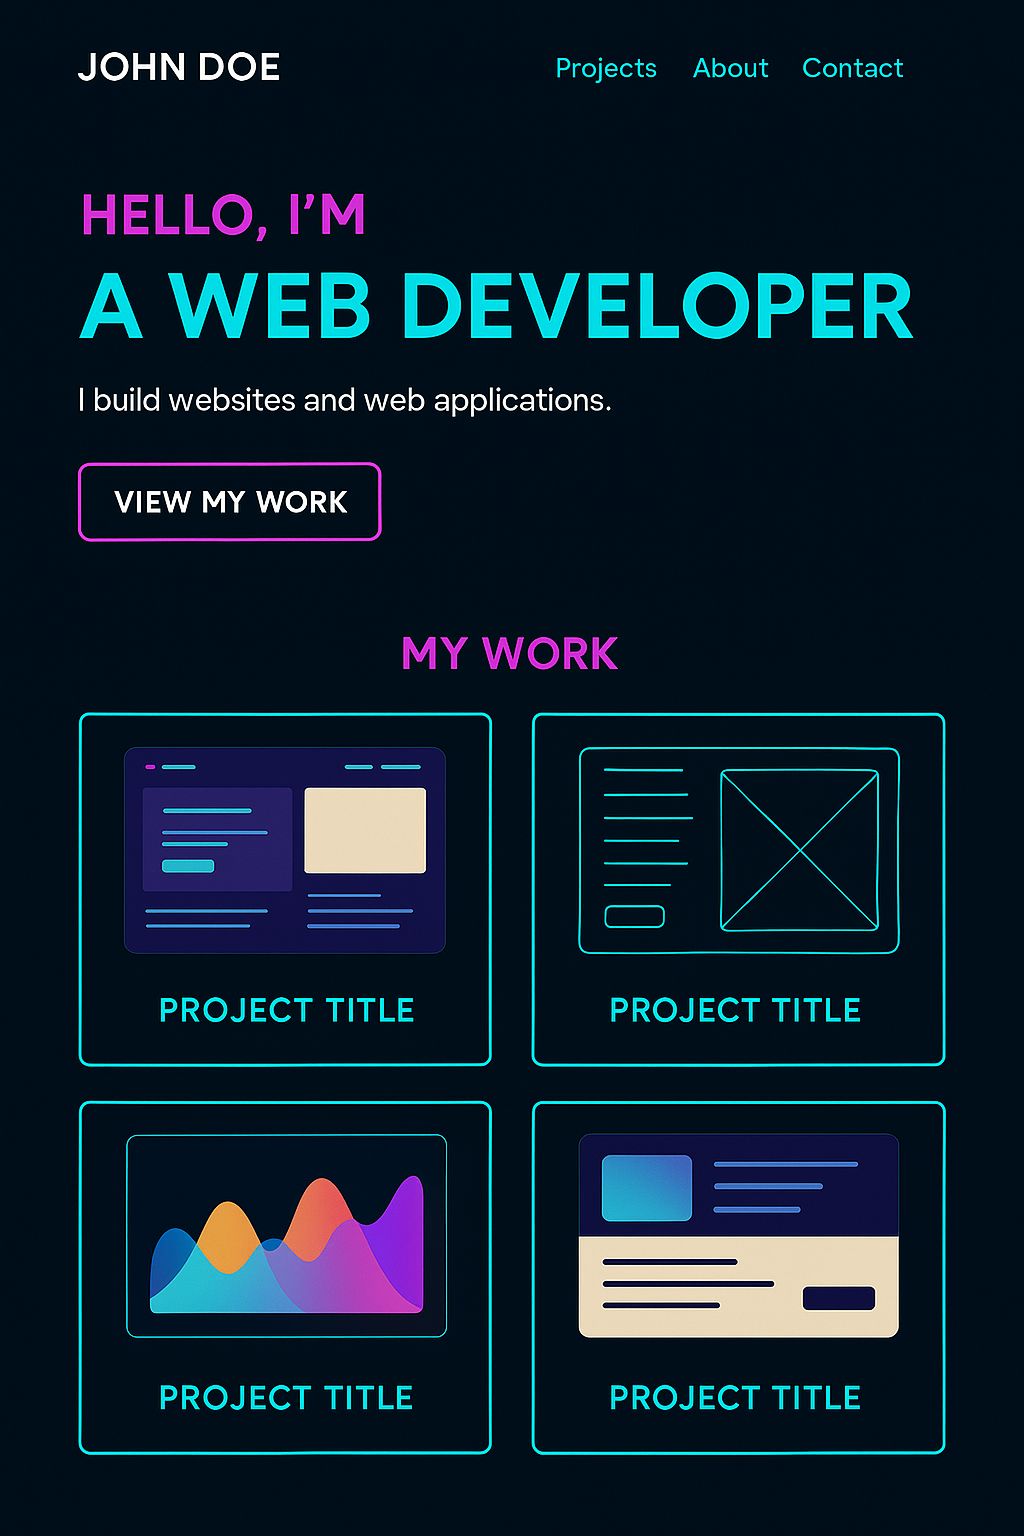 JOHN DOE
Projects About Contact
HELLO, I’M
A WEB DEVELOPER
I build websites and web applications.
VIEW MY WORK
MY WORK
PROJECT TITLE
PROJECT TITLE
PROJECT TITLE
PROJECT TITLE